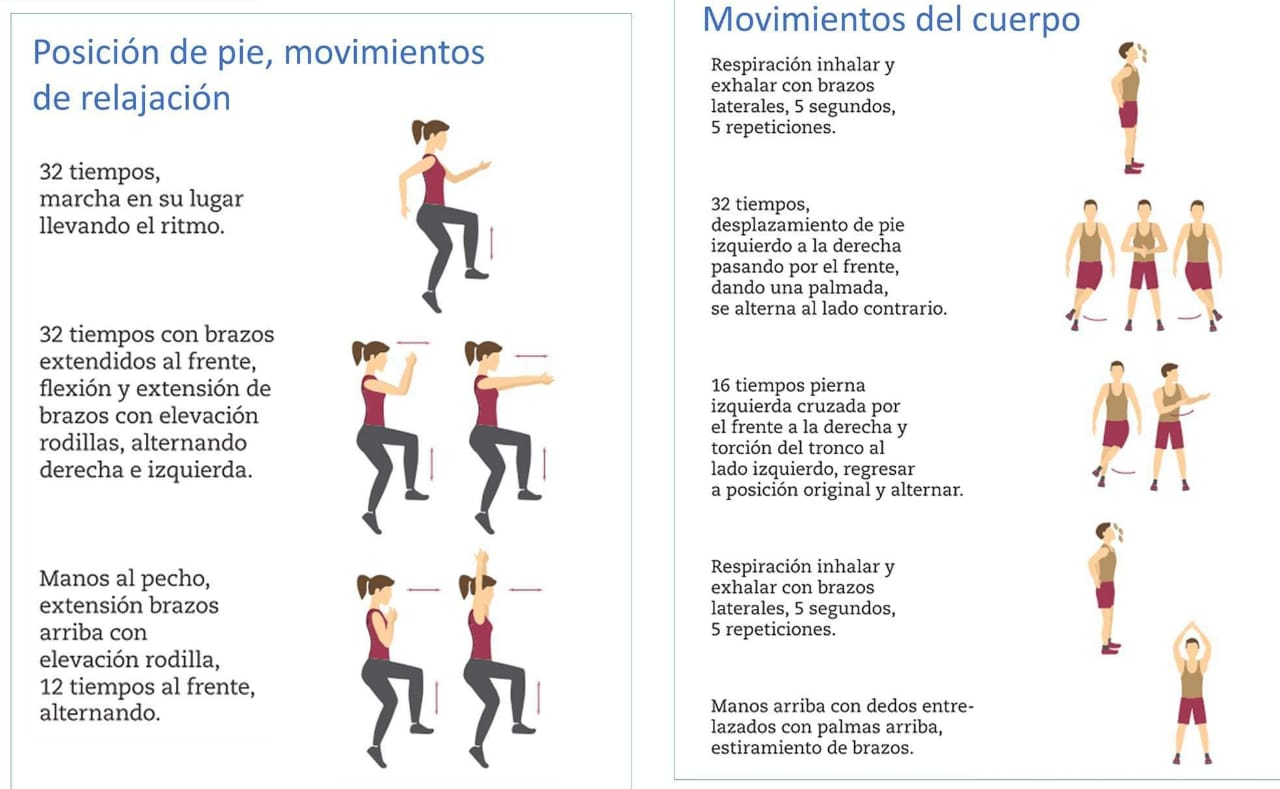 Posición de pie, movimientos
de relajación
32 tiempos,
marcha en su lugar
llevando el ritmo.
32 tiempos con brazos
extendidos al frente,
flexión y extensión de
brazos con elevación
rodillas, alternando
derecha e izquierda.
Manos al pecho,
extensión brazos
arriba con
elevación rodilla,
12 tiempos al frente,
alternando.
Movimientos del cuerpo
Respiración inhalar y
exhalar con brazos
laterales, 5 segundos,
5 repeticiones.
32 tiempos,
desplazamiento de pie
izquierdo a la derecha
pasando por el frente,
dando una palmada,
se alterna al lado contrario.
16 tiempos pierna
izquierda cruzada por
el frente a la derecha y
torción del tronco al
lado izquierdo, regresar
a posición original y alternar.
Respiración inhalar y
exhalar con brazos
laterales, 5 segundos,
5 repeticiones.
Manos arriba con dedos entre-
lazados con palmas arriba,
estiramiento de brazos.